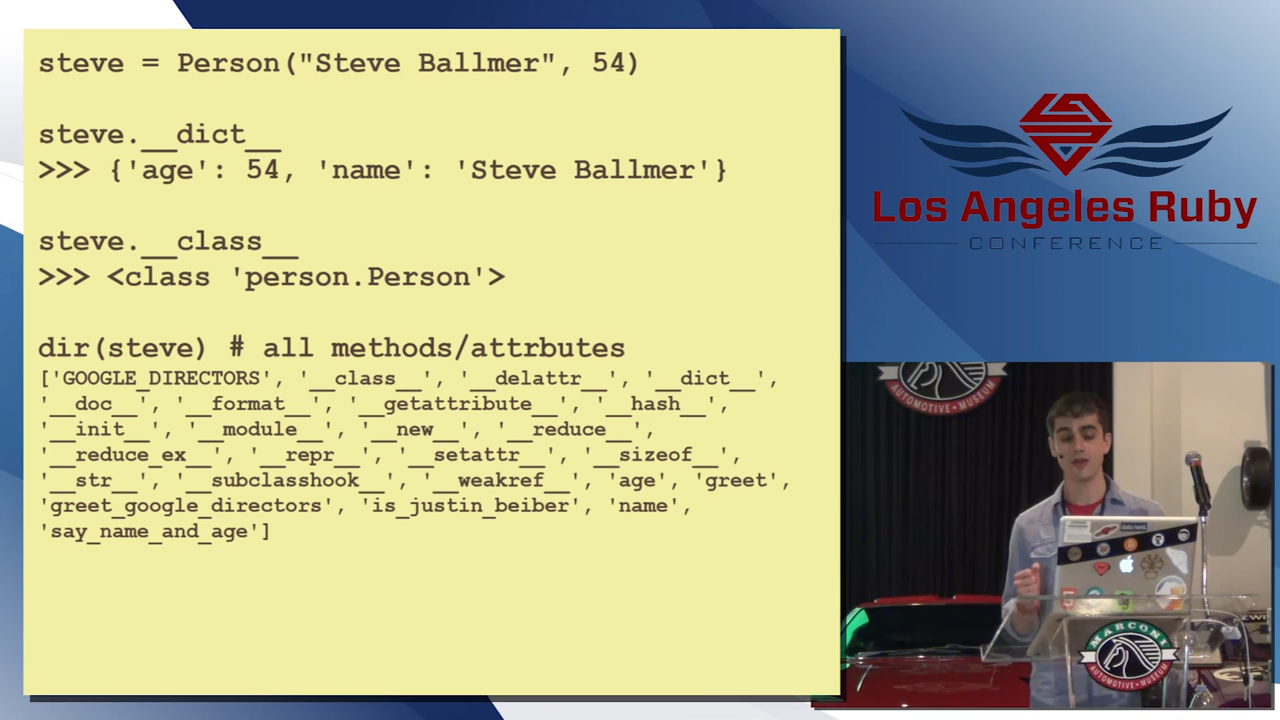 steve = Person("Steve Ballmer", 54)
steve.__dict__
>>> {'age': 54, 'name': 'Steve Ballmer'}
steve.__class__
>>> <class 'person.Person'>
dir(steve) # all methods/attrbutes
['GOOGLE_DIRECTORS', '__class__', '__delattr__', '__dict__',
'__doc__', '__format__', '__getattribute__', '__hash__',
'__init__', '__module__', '__new__', '__reduce__',
'__reduce_ex__', '__repr__', '__setattr__', '__sizeof__',
'__str__', '__subclasshook__', '__weakref__', 'age', 'greet',
'greet_google_directors', 'is_justin_beiber', 'name',
'say_name_and_age']
Los Angeles Ruby
CONFERENCE
AUTOMOTIVE • MUSEUM
MARCONI
AUTOMOTIVE MUSEUM